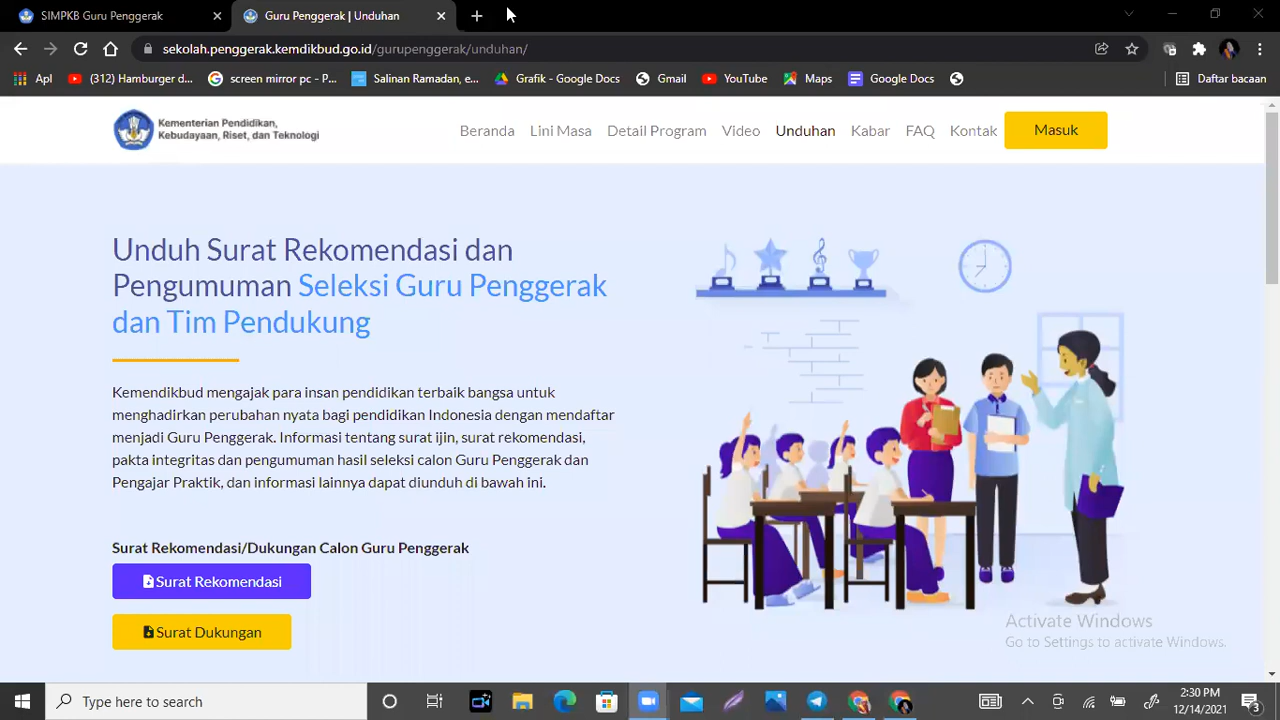 SIMPKB Guru Penggerak
Guru Penggerak | Unduhan
sekolah.penggerak.kemdikbud.go.id/gurupenggerak/unduhan/
Apl
(312) Hamburger d...
screen mirror pc - P...
Salinan Ramadan, e...
Grafik - Google Docs
Gmail
YouTube
Maps
Google Docs
Daftar bacaan
Kementerian Pendidikan,
Kebudayaan, Riset, dan Teknologi
Beranda
Lini Masa
Detail Program
Video
Unduhan
Kabar
FAQ
Kontak
Masuk
Unduh Surat Rekomendasi dan
Pengumuman Seleksi Guru Penggerak
dan Tim Pendukung
Kemendikbud mengajak para insan pendidikan terbaik bangsa untuk
menghadirkan perubahan nyata bagi pendidikan Indonesia dengan mendaftar
menjadi Guru Penggerak. Informasi tentang surat ijin, surat rekomendasi,
pakta integritas dan pengumuman hasil seleksi calon Guru Penggerak dan
Pengajar Praktik, dan informasi lainnya dapat diunduh di bawah ini.
Surat Rekomendasi/Dukungan Calon Guru Penggerak
Surat Rekomendasi
Surat Dukungan
Activate Windows
Go to Settings to activate Windows.
Type here to search
2:30 PM
12/14/2021
3